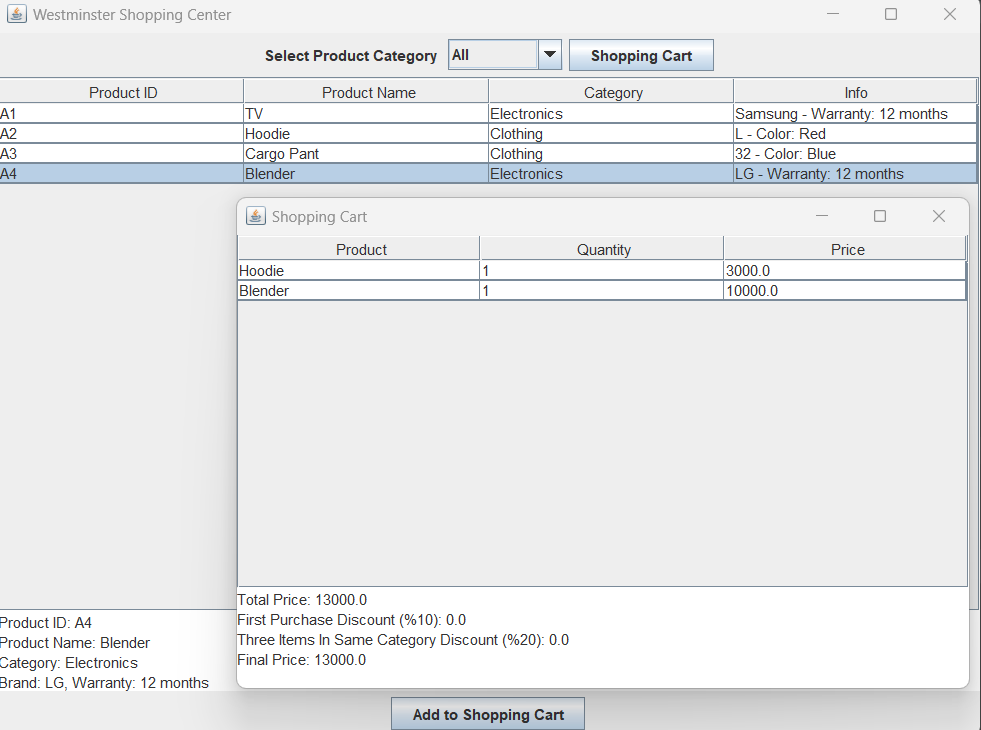 Westminster Shopping Center
Select Product Category All Shopping Cart
Product ID Product Name Category Info
A1 TV Electronics Samsung - Warranty: 12 months
A2 Hoodie Clothing L - Color: Red
A3 Cargo Pant Clothing 32 - Color: Blue
A4 Blender Electronics LG - Warranty: 12 months
Shopping Cart
Product Quantity Price
Hoodie 1 3000.0
Blender 1 10000.0
Total Price: 13000.0
First Purchase Discount (%10): 0.0
Three Items In Same Category Discount (%20): 0.0
Final Price: 13000.0
Product ID: A4
Product Name: Blender
Category: Electronics
Brand: LG, Warranty: 12 months
Add to Shopping Cart